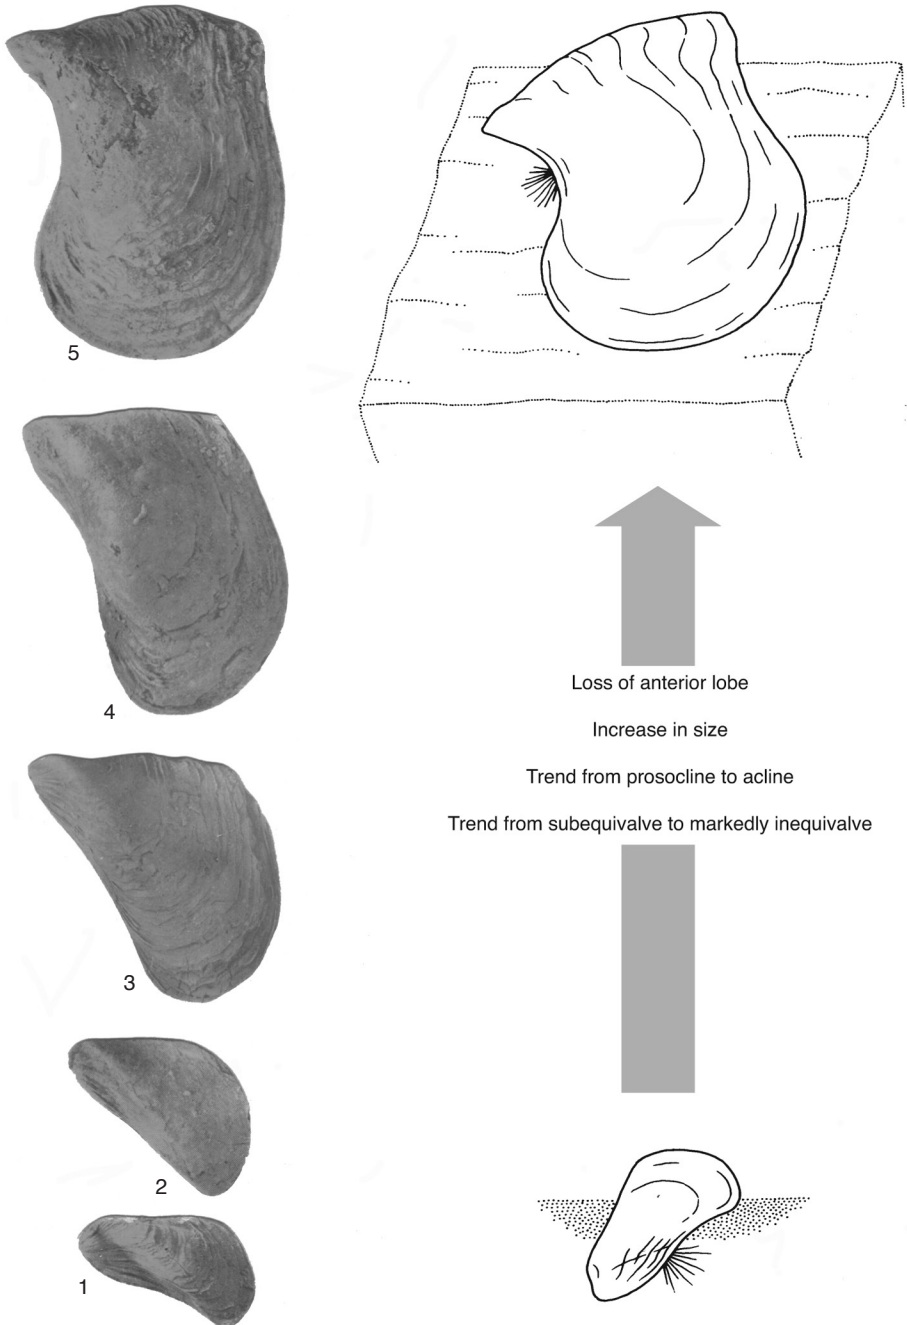 5
4
Loss of anterior lobe
Increase in size
Trend from prosocline to acline
Trend from subequivalve to markedly inequivalve
3
2
1